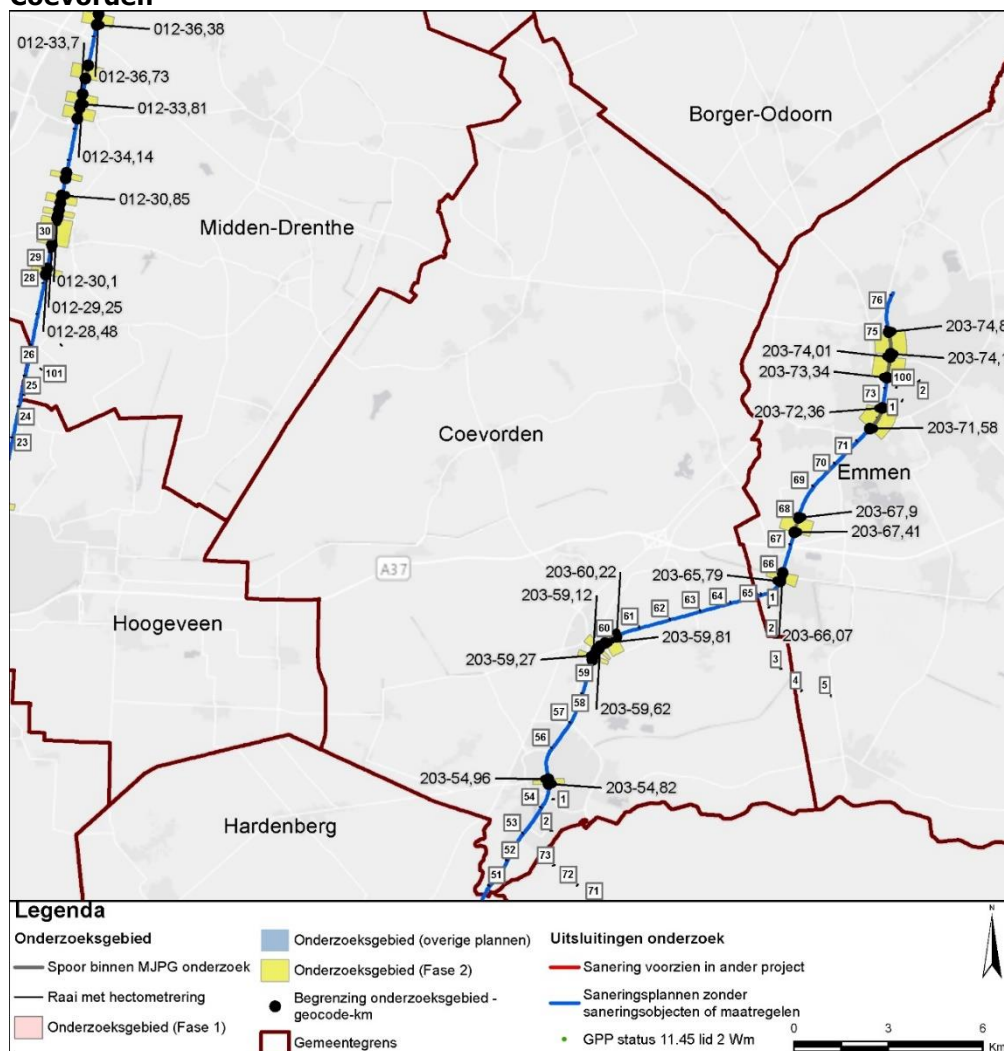 Coevorden
012-36,38
012-33,7
012-36,73
012-33,81
Borger-Odoorn
012-34,14
012-30,85
Midden-Drenthe
30
29
28
012-30,1
012-29,25
012-28,48
76
75
203-74,8
203-74,01
203-74,
203-73,34
26
101
25
100
2
73
1
203-72,36
24
23
203-71,58
Coevorden
71
70
Emmen
69
68
203-67,9
67
203-67,41
A37
203-60,22
66
203-65,79
203-59,12
65
64
63
62
61
1
Hoogeveen
60
2
203-66,07
203-59,81
203-59,27
3
59
4
5
58
203-59,62
57
56
203-54,96
203-54,82
54
1
Hardenberg
53
2
52
73
72
51
71
Legenda
Onderzoeksgebied
Spoor binnen MJPG onderzoek
Raai met hectometrering
Onderzoeksgebied (Fase 1)
Onderzoeksgebied (overige plannen)
Onderzoeksgebied (Fase 2)
Begrenzing onderzoeksgebied -
geocode-km
Gemeentegrens
Uitsluitingen onderzoek
Sanering voorzien in ander project
Saneringsplannen zonder
saneringsobjecten of maatregelen
GPP status 11.45 lid 2 Wm
N
0 3 6
Km